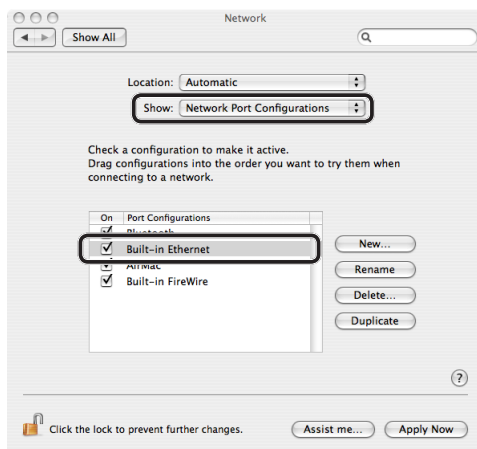 Network
Show All
Location: Automatic
Show: Network Port Configurations
Check a configuration to make it active.
Drag configurations into the order you want to try them when
connecting to a network.
On Port Configurations
Bluetooth
Built-in Ethernet
AirMac
Built-in FireWire
New...
Rename
Delete...
Duplicate
?
Click the lock to prevent further changes.
Assist me...
Apply Now